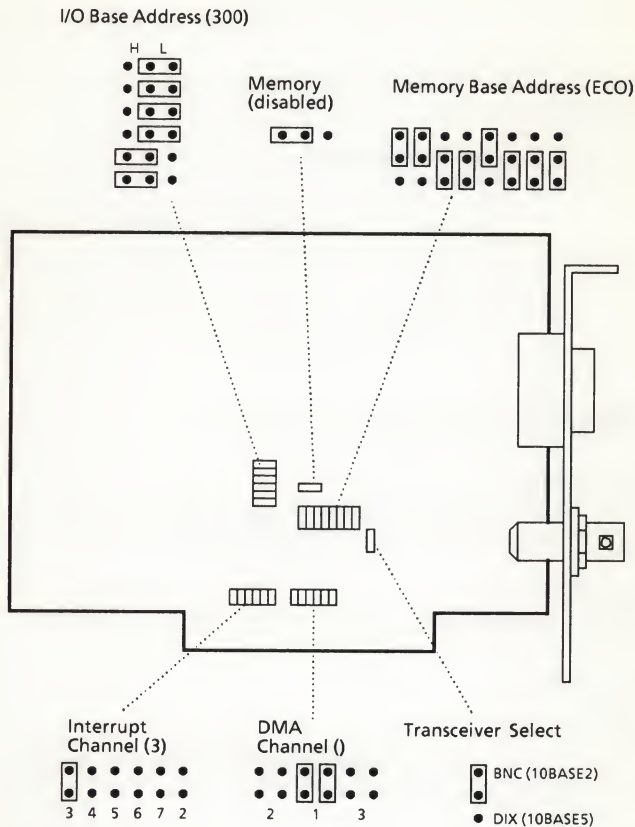 I/O Base Address (300)
H L
Memory
(disabled)
Memory Base Address (ECO)
Interrupt
Channel (3)
3 4 5 6 7 2
DMA
Channel ()
2 1 3
Transceiver Select
BNC (10BASE2)
DIX (10BASE5)